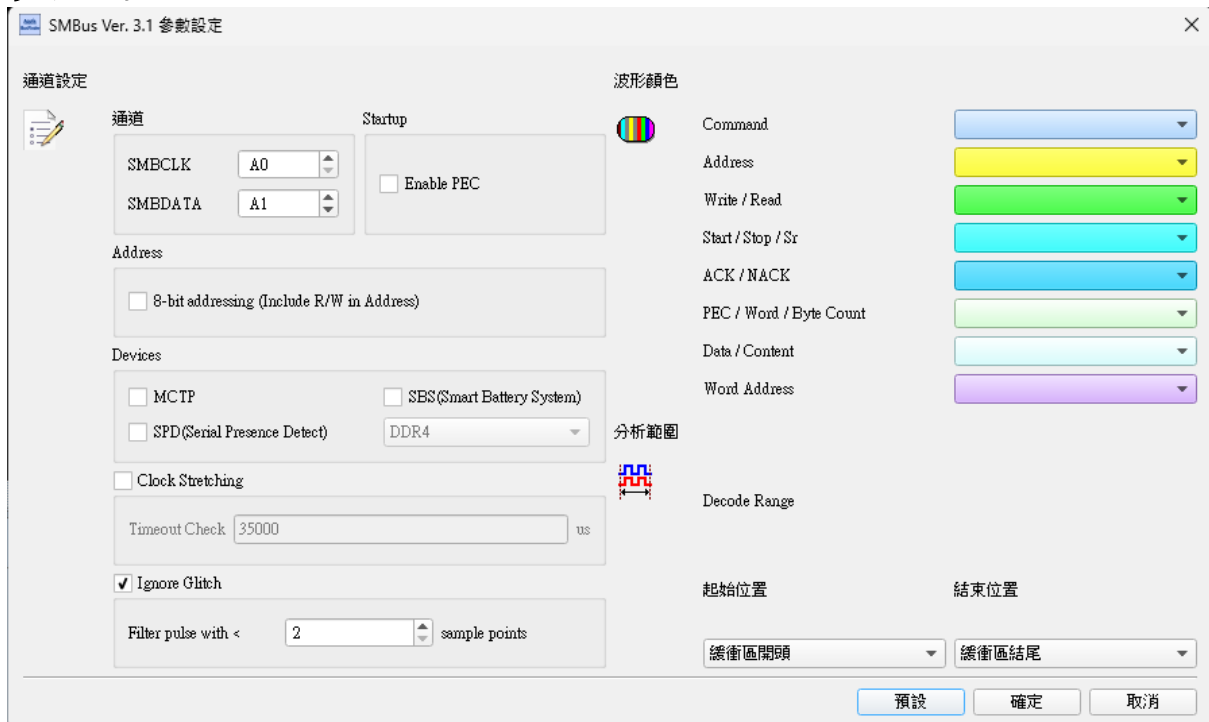 SMBus Ver. 3.1 參數設定
通道設定
通道
Startup
SMBCLK A0
SMBDATA A1
Enable PEC
Address
8-bit addressing (Include R/W in Address)
Devices
MCTP
SBS(Smart Battery System)
SPD(Serial Presence Detect)
DDR4
Clock Stretching
Timeout Check 35000 us
Ignore Glitch
Filter pulse with < 2 sample points
波形顏色
Command
Address
Write / Read
Start / Stop / Sr
ACK / NACK
PEC / Word / Byte Count
Data / Content
Word Address
分析範圍
Decode Range
起始位置 結束位置
緩衝區開頭 緩衝區結尾
預設 確定 取消